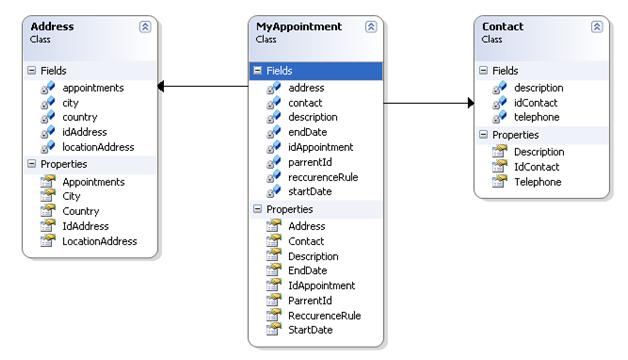 Address
Class
Fields
appointments
city
country
idAddress
locationAddress
Properties
Appointments
City
Country
IdAddress
LocationAddress
MyAppointment
Class
Fields
address
contact
description
endDate
idAppointment
parrentId
reccurenceRule
startDate
Properties
Address
Contact
Description
EndDate
IdAppointment
ParentId
ReccurenceRule
StartDate
Contact
Class
Fields
description
idContact
telephone
Properties
Description
IdContact
Telephone